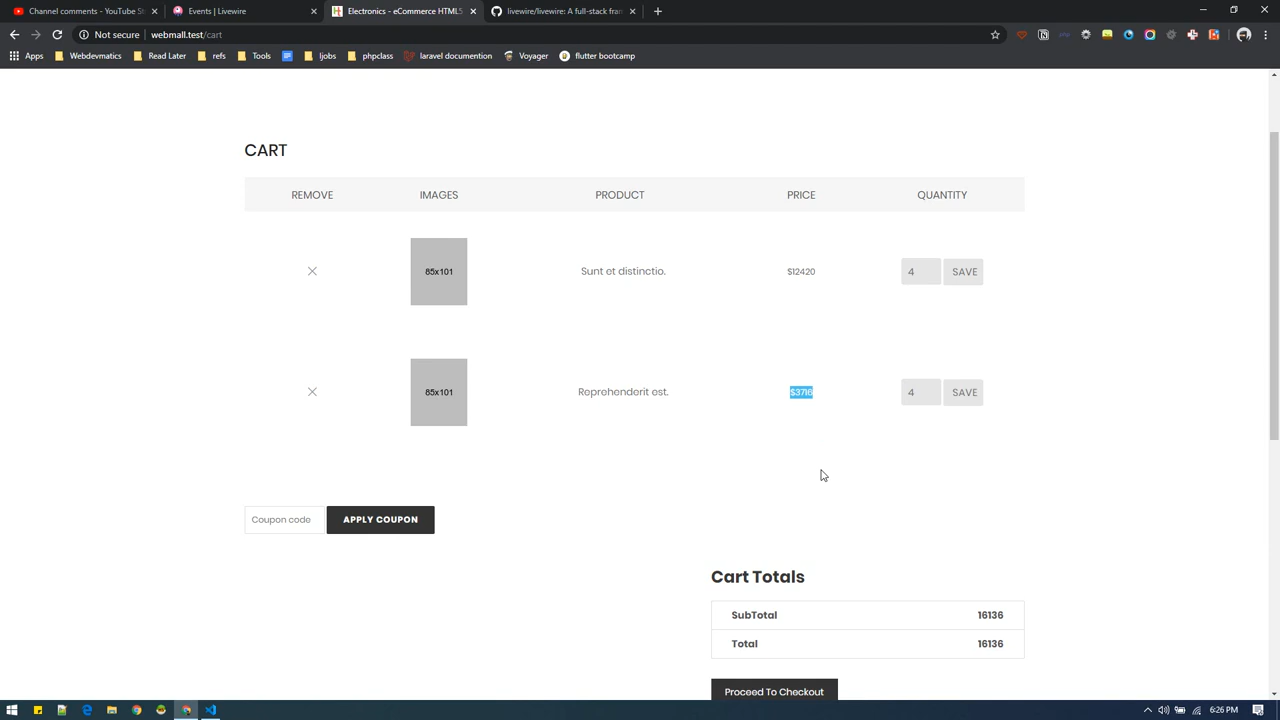 Channel comments - YouTube St
Events | Livewire
Electronics - eCommerce HTML5
livewire/livewire: A full-stack fram
Not secure
webmall.test/cart
Apps
Webdevmatics
Read Later
refs
Tools
ljobs
phpclass
laravel documention
Voyager
flutter bootcamp
CART
REMOVE IMAGES PRODUCT PRICE QUANTITY
85x101 Sunt et distinctio. $12420 4 SAVE
85x101 Reprehenderit est. $3716 4 SAVE
Coupon code APPLY COUPON
Cart Totals
SubTotal 16136
Total 16136
Proceed To Checkout
6:26 PM